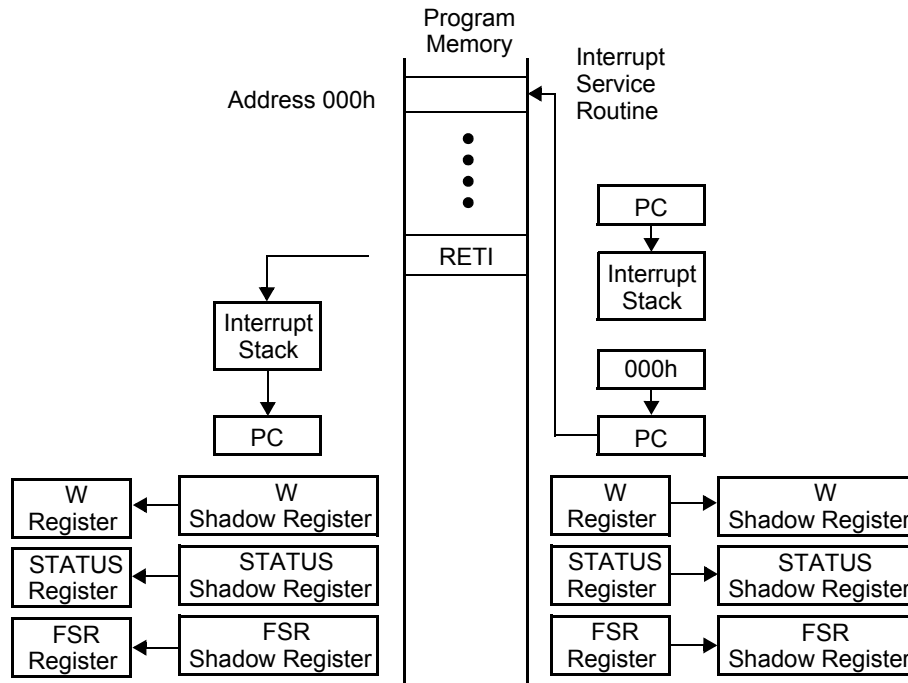 Program
Memory
Interrupt
Service
Routine
Address 000h
PC
RETI
Interrupt
Stack
Interrupt
Stack
000h
PC
PC
W
Register
W
Shadow Register
W
Register
W
Shadow Register
STATUS
Register
STATUS
Shadow Register
STATUS
Register
STATUS
Shadow Register
FSR
Register
FSR
Shadow Register
FSR
Register
FSR
Shadow Register